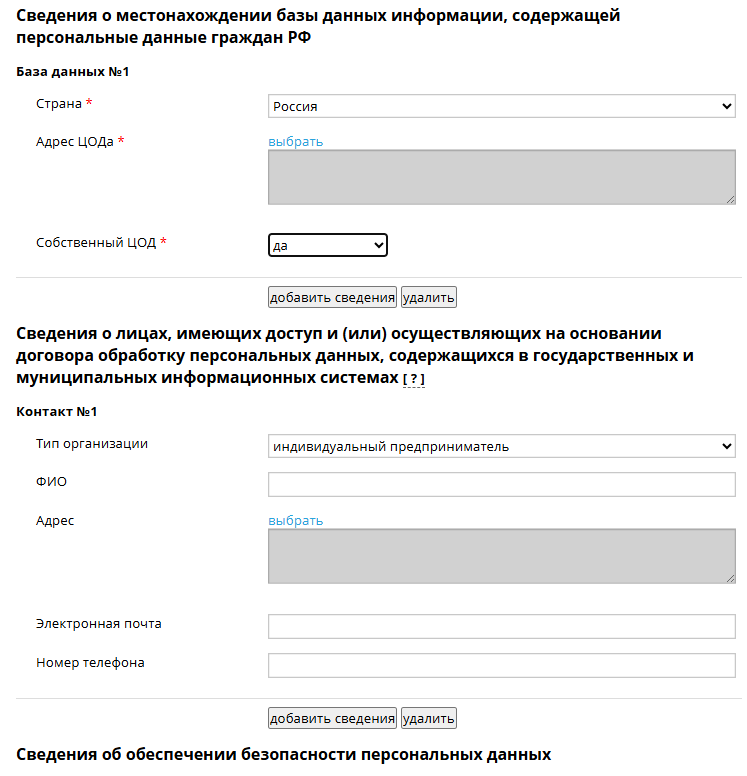 Сведения о местонахождении базы данных информации, содержащей
персональные данные граждан РФ
База данных №1
Страна *
Россия
Адрес ЦОДа *
выбрать
Собственный ЦОД *
да
добавить сведения удалить
Сведения о лицах, имеющих доступ и (или) осуществляющих на основании
договора обработку персональных данных, содержащихся в государственных и
муниципальных информационных системах [ ? ]
Контакт №1
Тип организации
индивидуальный предприниматель
ФИО
Адрес
выбрать
Электронная почта
Номер телефона
добавить сведения удалить
Сведения об обеспечении безопасности персональных данных